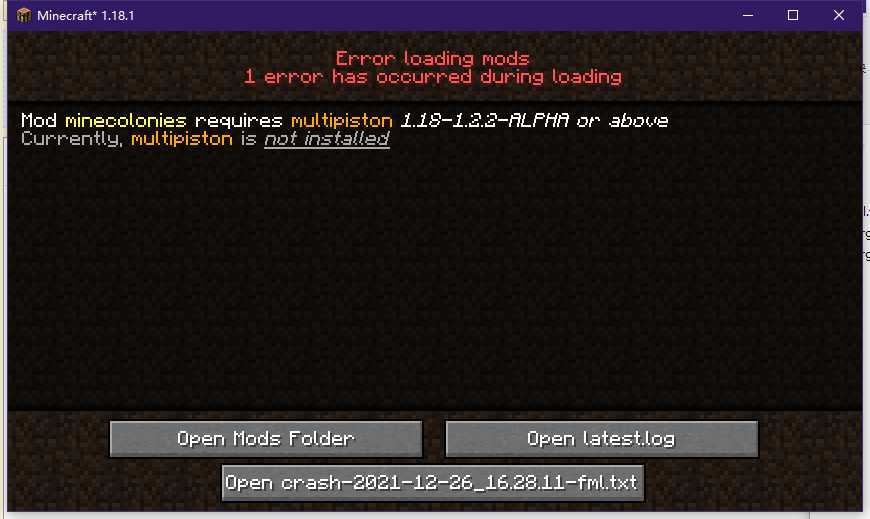 Minecraft* 1.18.1
Error loading mods
1 error has occurred during loading
Mod minecolonies requires multipiston 1.18-1.2.2-ALPHA or above
Currently, multipiston is not installed
Open Mods Folder
Open latest.log
Open crash-2021-12-26_16.28.11-fml.txt